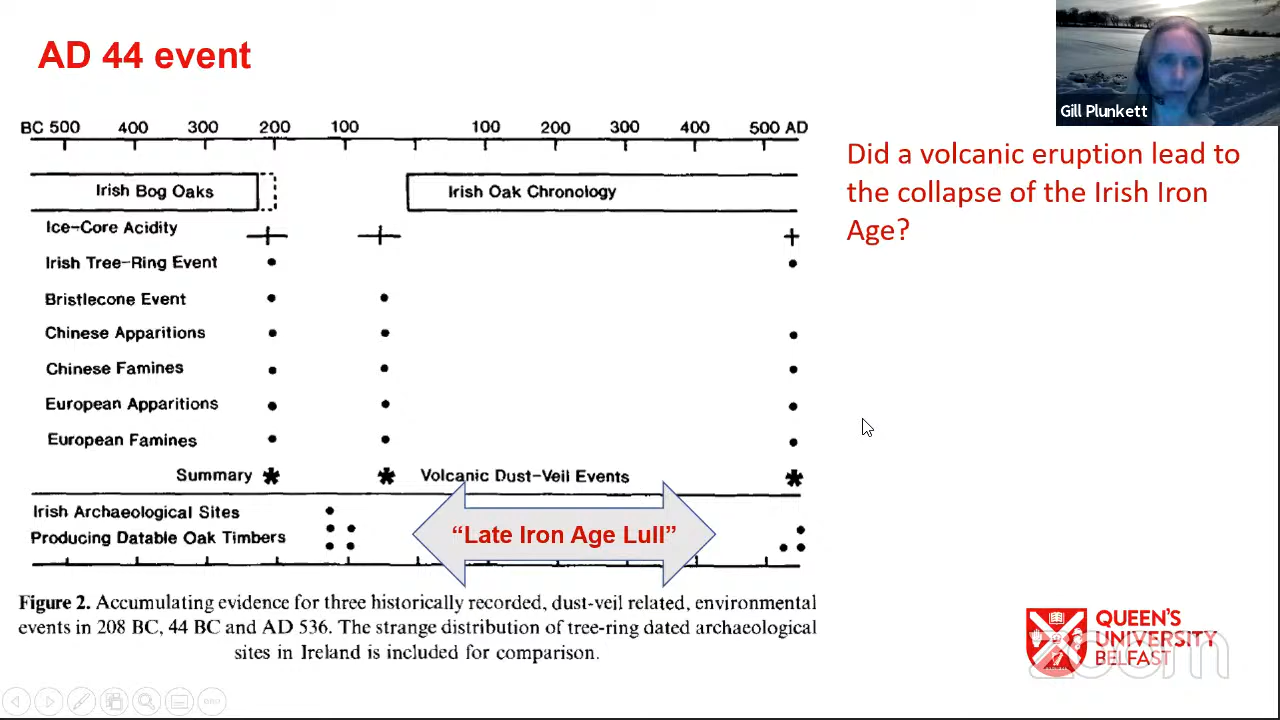 AD 44 event
Gill Plunkett
BC 500 400 300 200 100 100 200 300 400 500 AD
Did a volcanic eruption lead to
the collapse of the Irish Iron
Age?
Irish Bog Oaks Irish Oak Chronology
Ice-Core Acidity
Irish Tree-Ring Event
Bristlecone Event
Chinese Apparitions
Chinese Famines
European Apparitions
European Famines
Summary Volcanic Dust-Veil Events
Irish Archaeological Sites
Producing Datable Oak Timbers
“Late Iron Age Lull”
Figure 2. Accumulating evidence for three historically recorded, dust-veil related, environmental
events in 208 BC, 44 BC and AD 536. The strange distribution of tree-ring dated archaeological
sites in Ireland is included for comparison.
QUEEN'S
UNIVERSITY
BELFAST
zoom